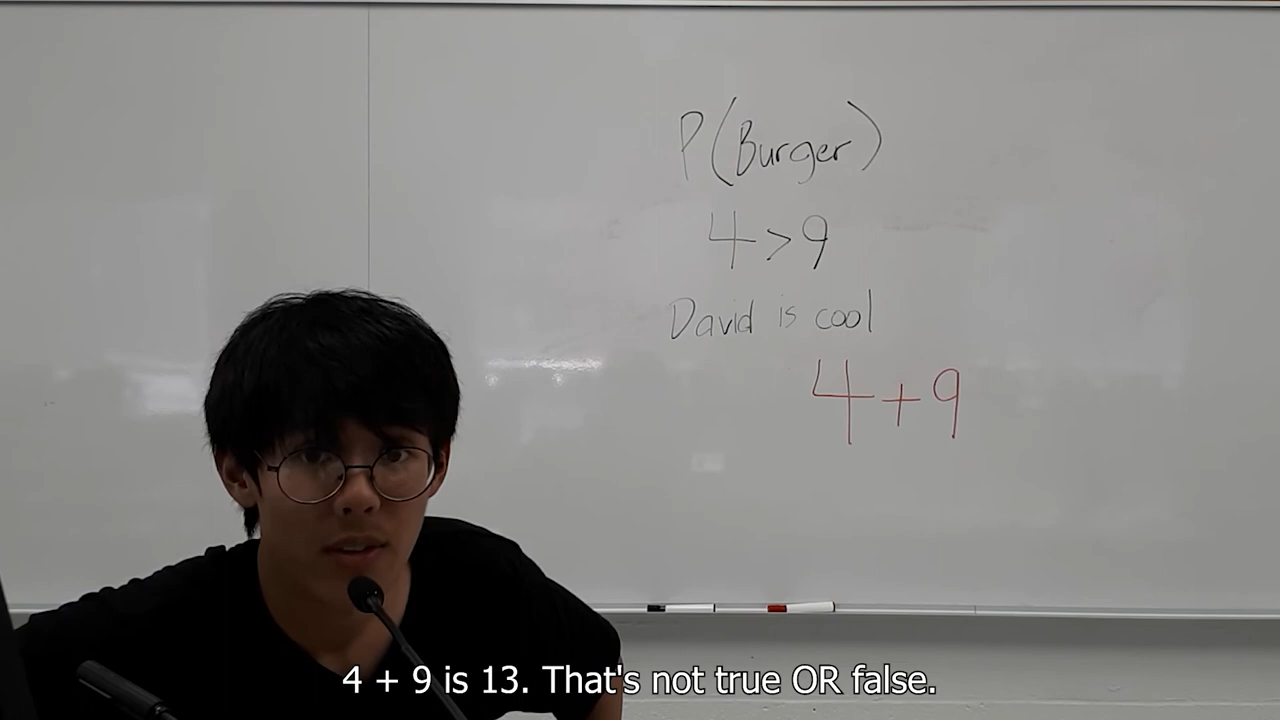 P(Burger)
4>9
David is cool
4+9
4 + 9 is 13. That's not true OR false.